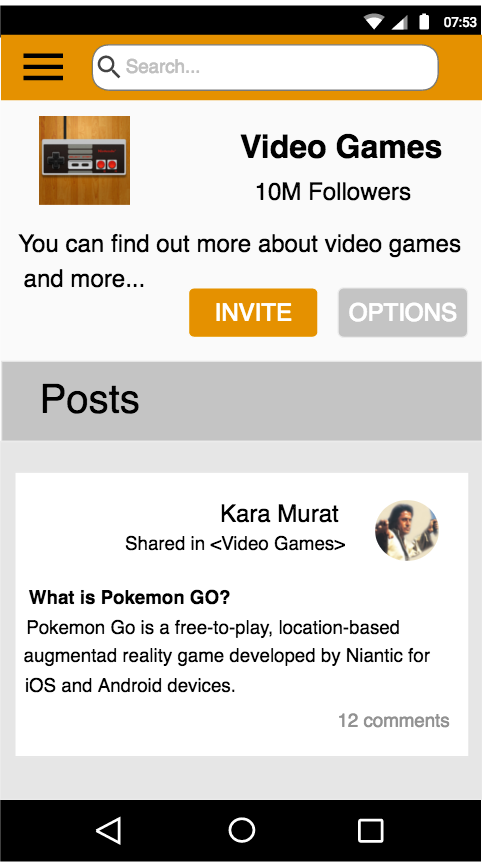 07:53
Search...
Video Games
10M Followers
You can find out more about video games
and more...
INVITE
OPTIONS
Posts
Kara Murat
Shared in <Video Games>
What is Pokemon GO?
Pokemon Go is a free-to-play, location-based
augmentad reality game developed by Niantic for
iOS and Android devices.
12 comments